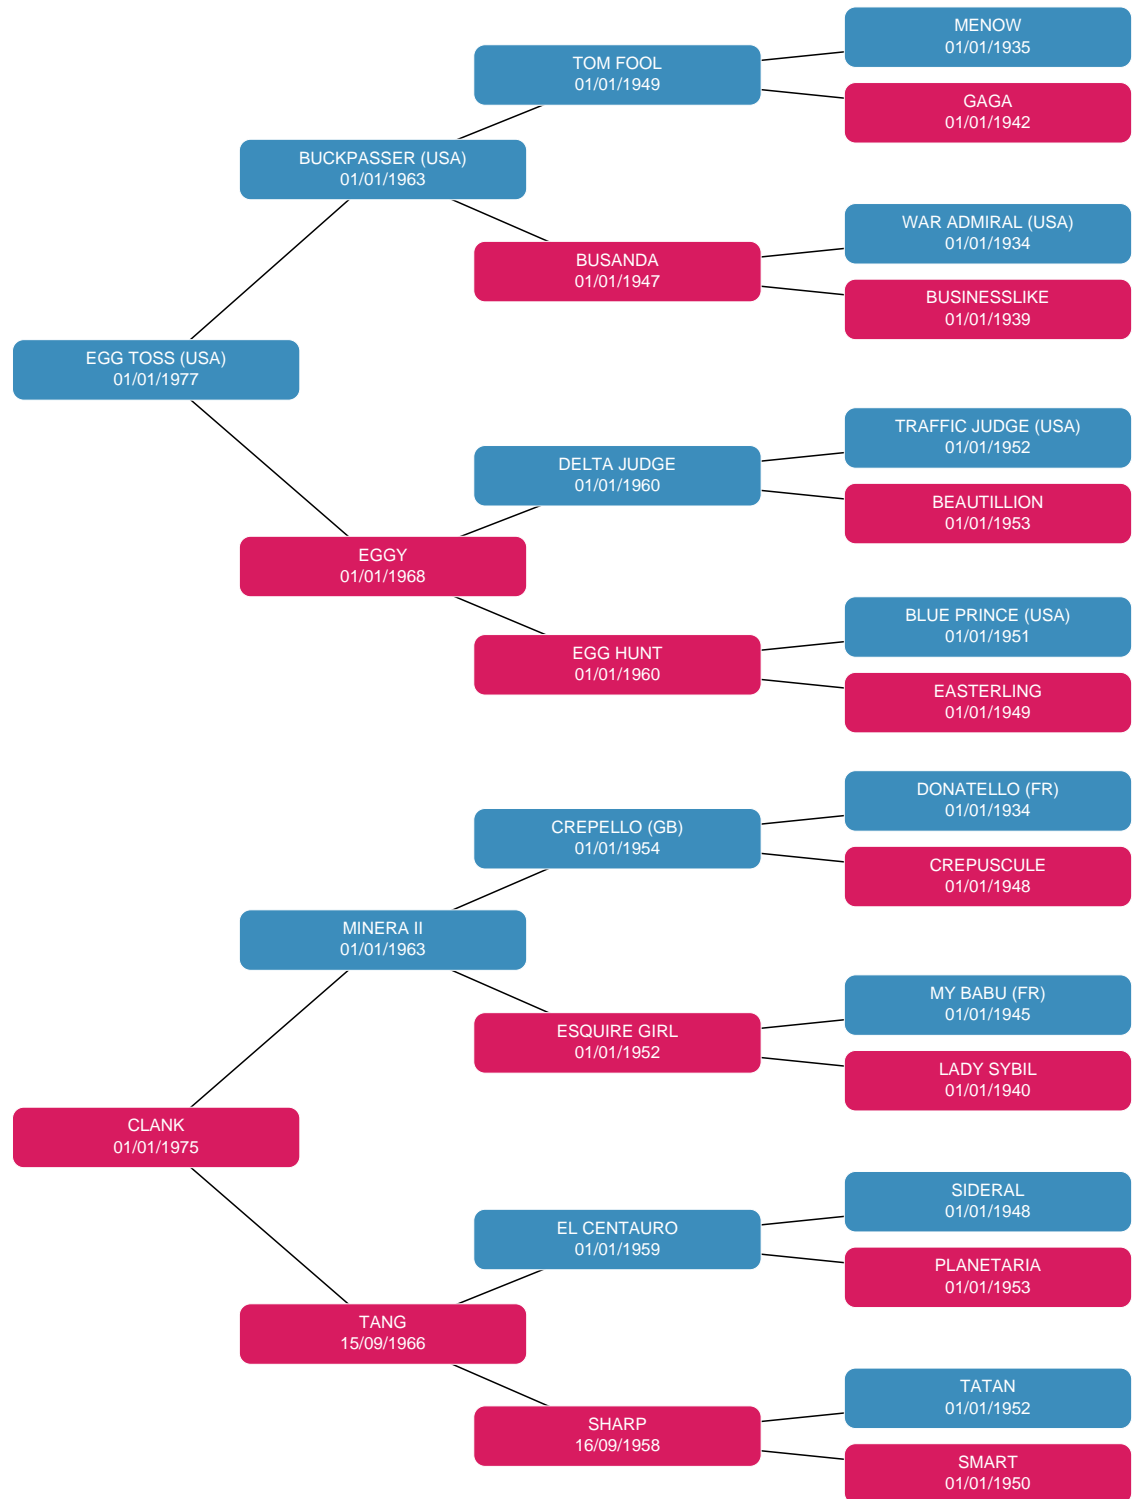 MENOW
01/01/1935
TOM FOOL
01/01/1949
GAGA
01/01/1942
BUCKPASSER (USA)
01/01/1963
WAR ADMIRAL (USA)
01/01/1934
BUSANDA
01/01/1947
BUSINESSLIKE
01/01/1939
EGG TOSS (USA)
01/01/1977
TRAFFIC JUDGE (USA)
01/01/1952
DELTA JUDGE
01/01/1960
BEAUTILLION
01/01/1953
EGGY
01/01/1968
BLUE PRINCE (USA)
01/01/1951
EGG HUNT
01/01/1960
EASTERLING
01/01/1949
DONATELLO (FR)
01/01/1934
CREPELLO (GB)
01/01/1954
CREPUSCULE
01/01/1948
MINERA II
01/01/1963
MY BABU (FR)
01/01/1945
ESQUIRE GIRL
01/01/1952
LADY SYBIL
01/01/1940
CLANK
01/01/1975
SIDERAL
01/01/1948
EL CENTAURO
01/01/1959
PLANETARIA
01/01/1953
TANG
15/09/1966
TATAN
01/01/1952
SHARP
16/09/1958
SMART
01/01/1950